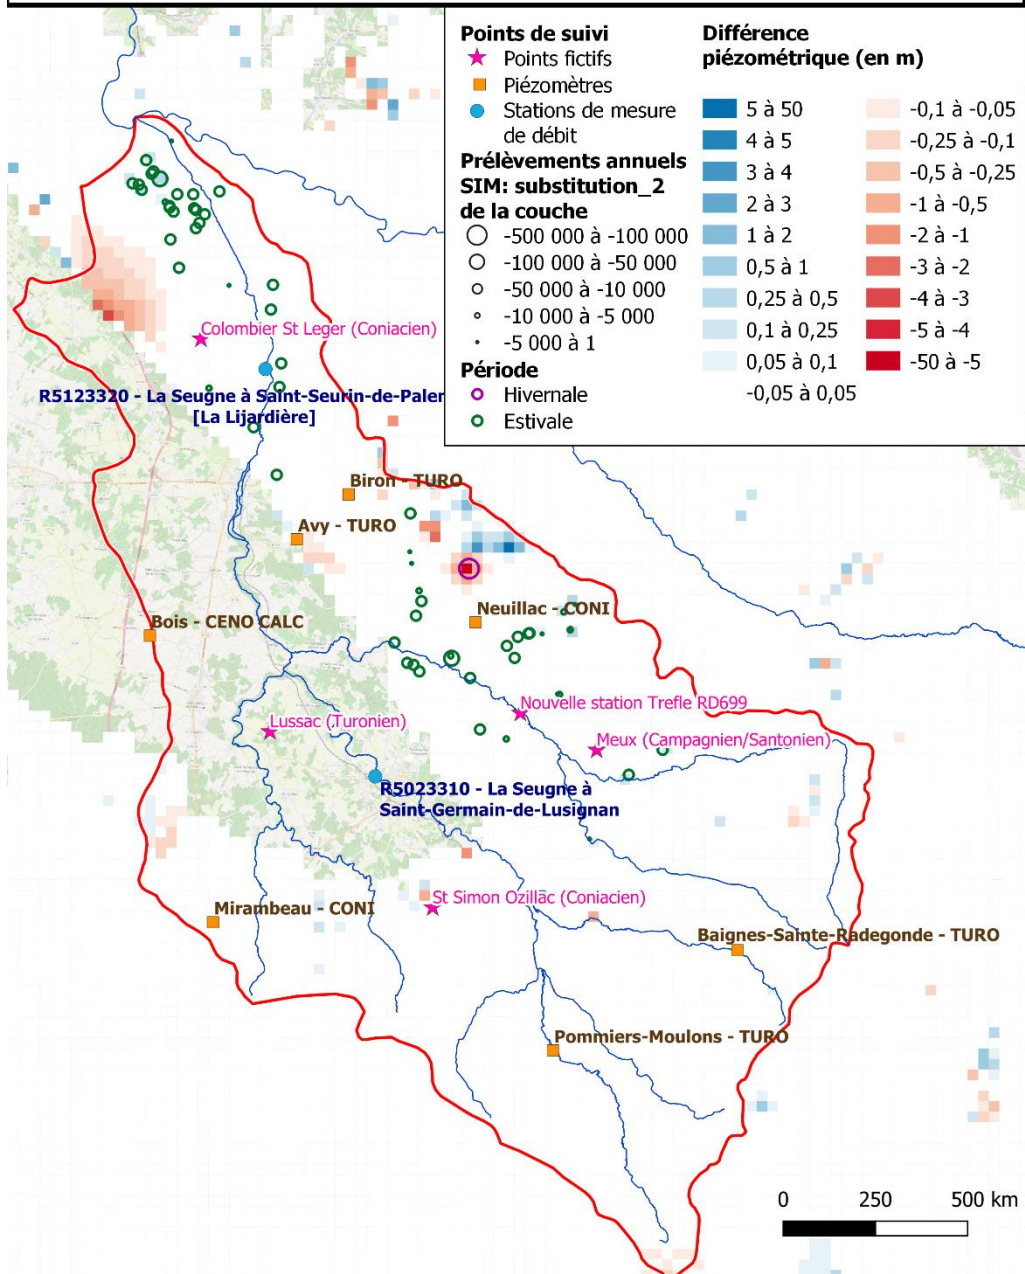 Points de suivi
Points fictifs
Piézomètres
Stations de mesure
de débit
Prélèvements annuels
SIM: substitution_2
de la couche
-500 000 à -100 000
-100 000 à -50 000
-50 000 à -10 000
-10 000 à -5 000
-5 000 à 1
Période
Hivernale
Estivale
Différence
piézométrique (en m)
5 à 50
4 à 5
3 à 4
2 à 3
1 à 2
0,5 à 1
0,25 à 0,5
0,1 à 0,25
0,05 à 0,1
-0,05 à 0,05
-0,1 à -0,05
-0,25 à -0,1
-0,5 à -0,25
-1 à -0,5
-2 à -1
-3 à -2
-4 à -3
-5 à -4
-50 à -5
Colombier St Leger (Coniacien)
R5123320 - La Seugne à Saint-Seurin-de-Paler
[La Lijardière]
Biron - TURO
Avy - TURO
Neuillac - CONI
Bois - CENO CALC
Nouvelle station Trefle RD699
Lussac (Turonien)
Meux (Campagnien/Santonien)
R5023310 - La Seugne à
Saint-Germain-de-Lusignan
St Simon Ozillac (Coniacien)
Mirambeau - CONI
Baignes-Sainte-Radegonde - TURO
Pommiers-Moulons - TURO
0 250 500 km